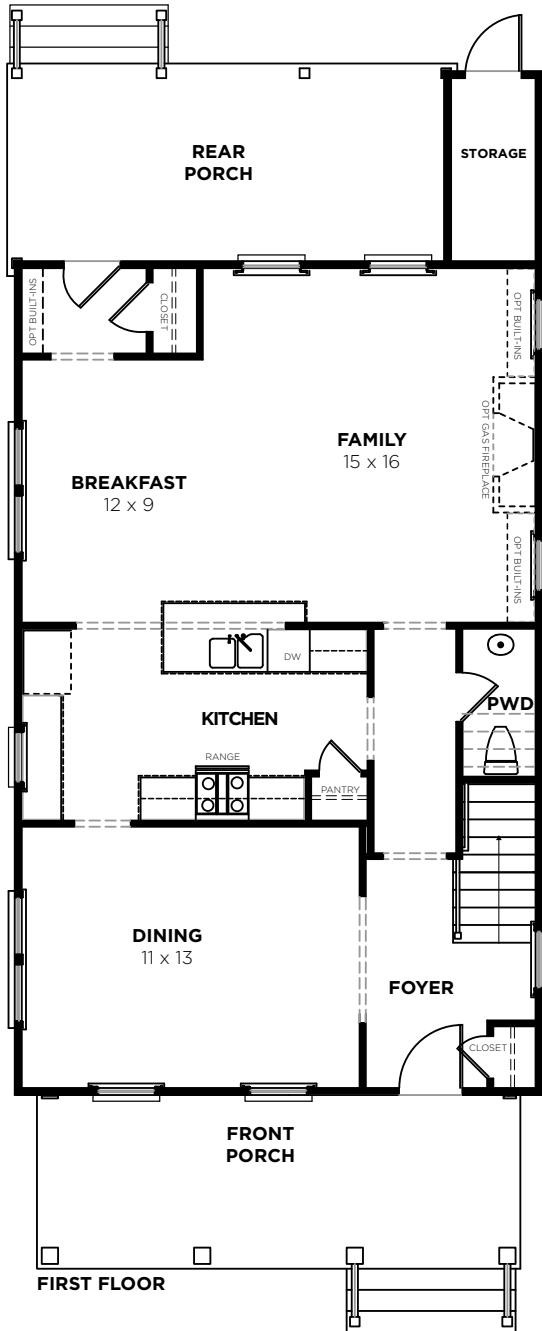 REAR
PORCH
STORAGE
OPT BUILT-INS
CLOSET
OPT BUILT-INS
FAMILY
15 x 16
OPT GAS FIREPLACE
BREAKFAST
12 x 9
OPT BUILT-INS
DW
KITCHEN
PWD
RANGE
PANTRY
DINING
11 x 13
FOYER
CLOSET
FRONT
PORCH
FIRST FLOOR